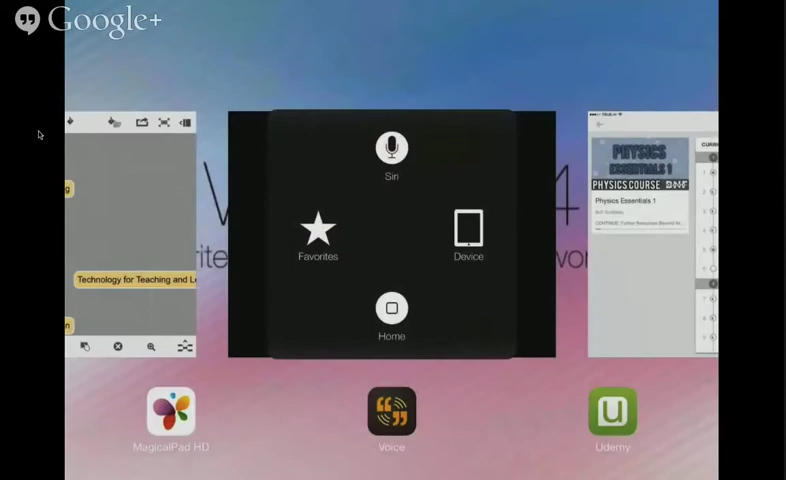 Google+
Siri
Favorites
Device
Home
Technology for Teaching and Le
PHYSICS
ESSENTIALS 1
PHYSICS COURSE
Physics Essentials 1
MagicalPad HD
Voice
Udemy